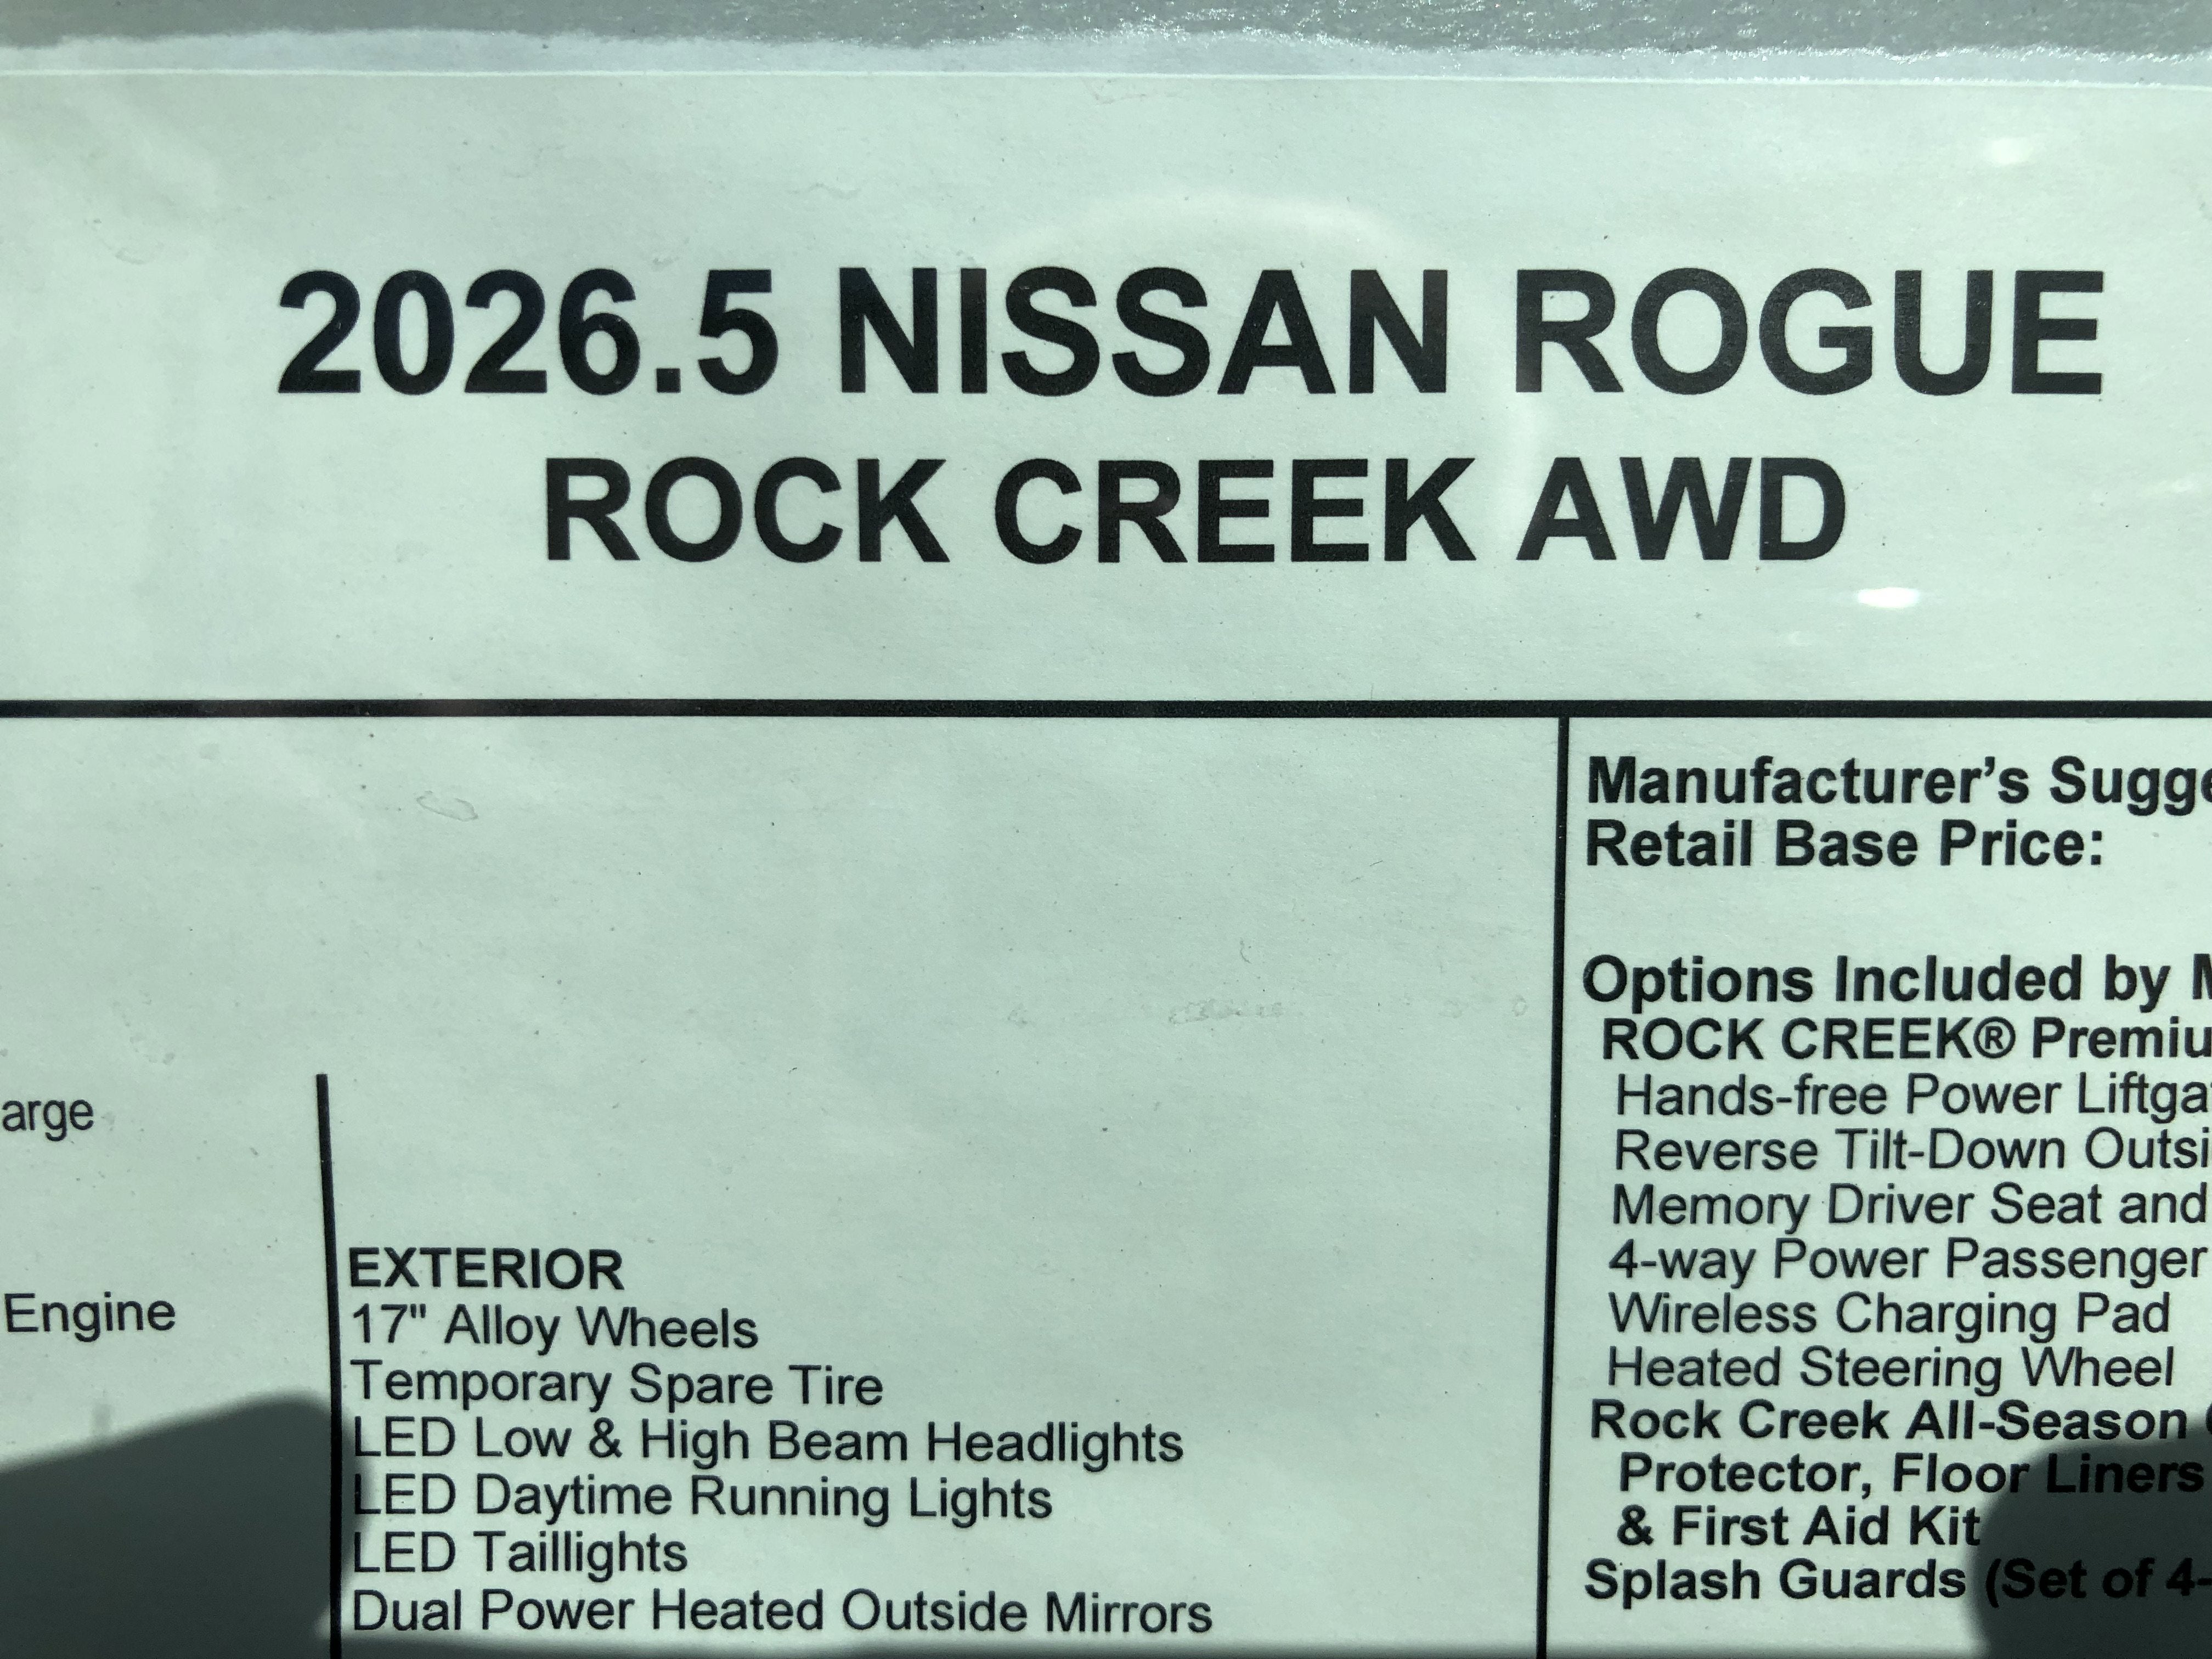 2026.5 NISSAN ROGUE
ROCK CREEK AWD
arge
Engine
EXTERIOR
17" Alloy Wheels
Temporary Spare Tire
LED Low & High Beam Headlights
LED Daytime Running Lights
LED Taillights
Dual Power Heated Outside Mirrors
Manufacturer's Sugge
Retail Base Price:
Options Included by M
ROCK CREEK® Premiu
Hands-free Power Liftga
Reverse Tilt-Down Outsi
Memory Driver Seat and
4-way Power Passenger
Wireless Charging Pad
Heated Steering Wheel
Rock Creek All-Season
Protector, Floor Liners
& First Aid Kit
Splash Guards (Set of 4-